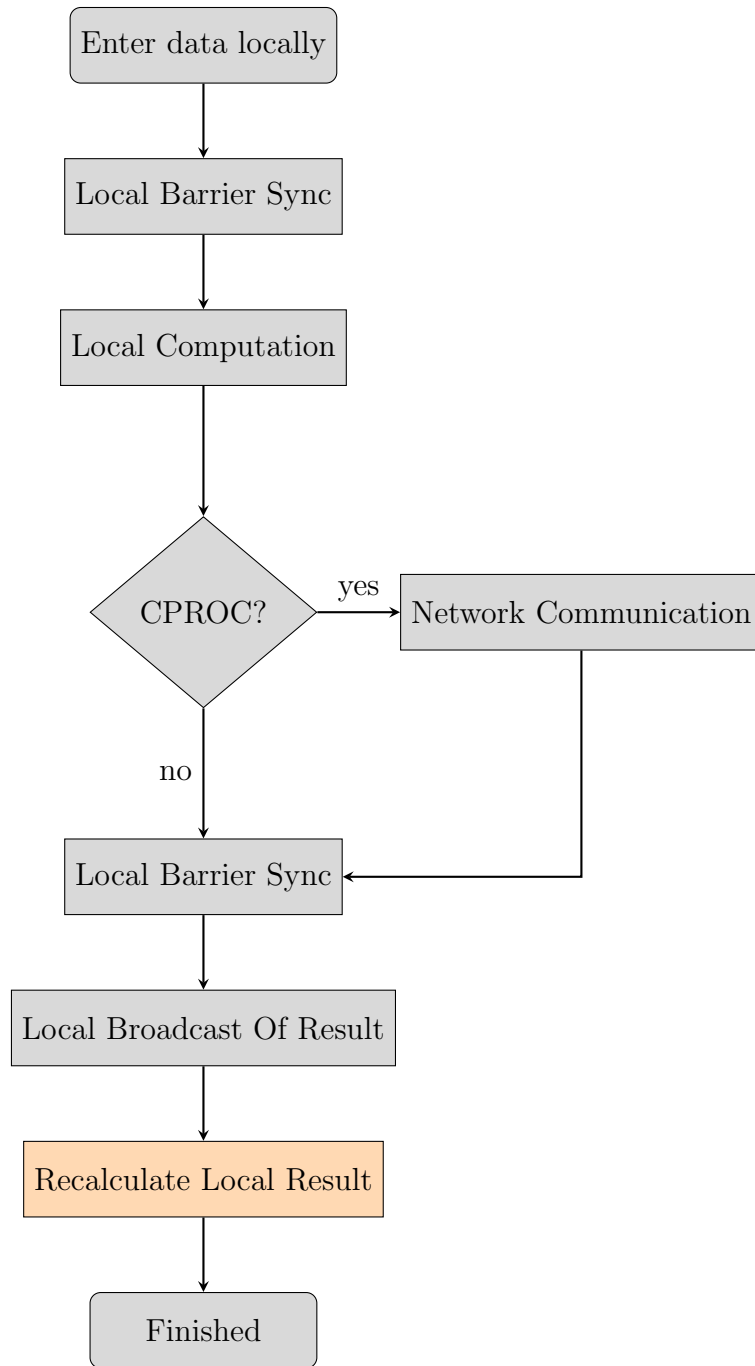 Enter data locally
Local Barrier Sync
Local Computation
CPROC?
yes
Network Communication
no
Local Barrier Sync
Local Broadcast Of Result
Recalculate Local Result
Finished